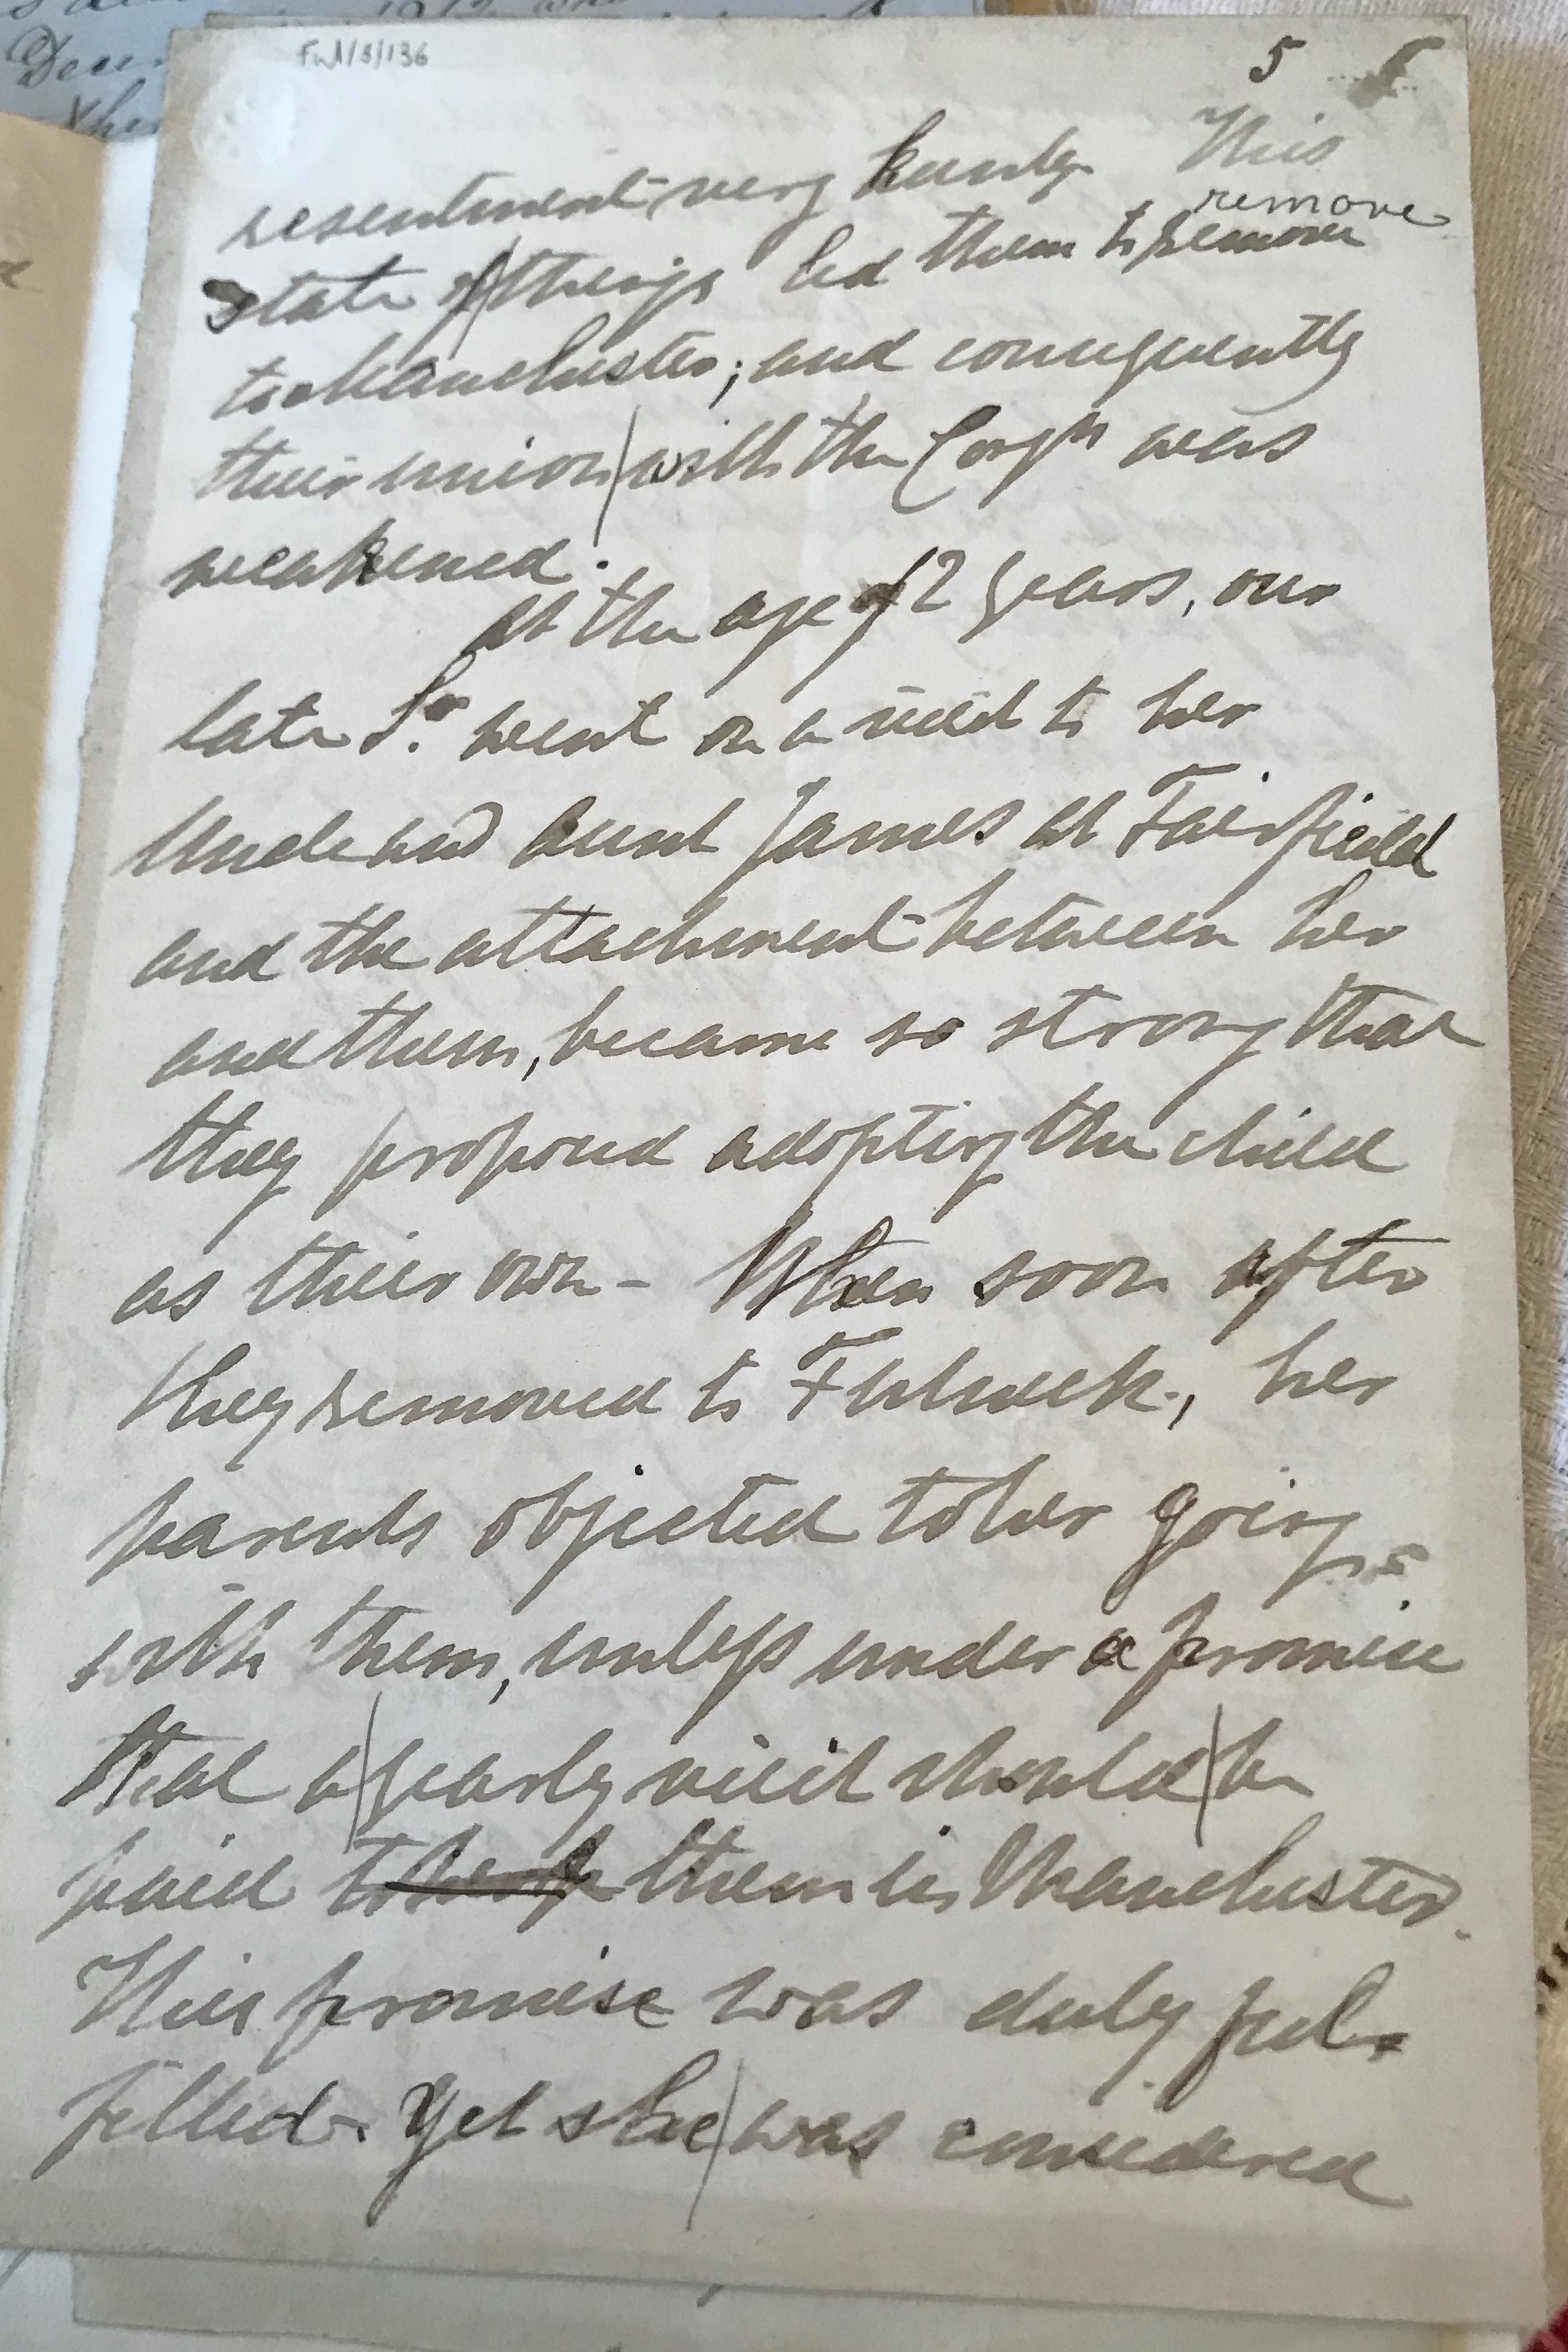 Ful/3/136
5
resentment very keenly. This
remove
state of things led them to remove
to Manchester; and consequently
their union with the Congn was
weakened.
At the age of 12 years, our
late Sr. went on a visit to her
Uncle and Aunt James at Fairfield
and the attachment between her
and them, became so strong that
they proposed adopting the child
as their own - When soon after
they removed to Fulneck, her
parents objected to her going
with them, unless under a promise
that a yearly visit should be
paid to them in Manchester.
This promise was duly ful-
filled. Yet she was considered